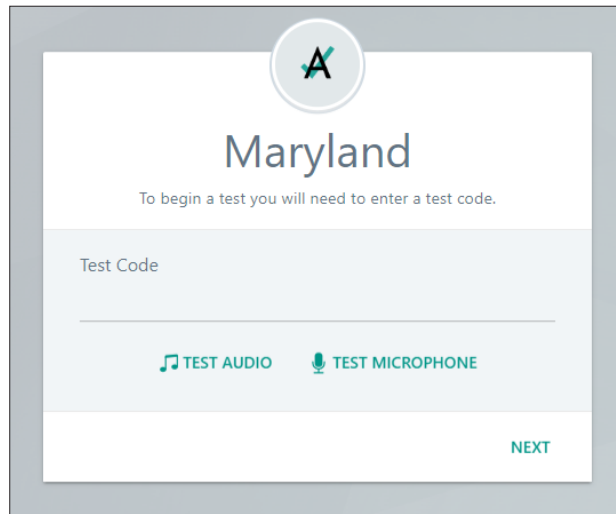 A
Maryland
To begin a test you will need to enter a test code.
Test Code
TEST AUDIO TEST MICROPHONE
NEXT